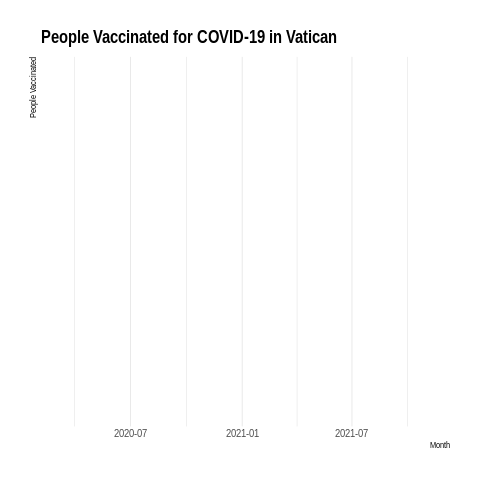 People Vaccinated for COVID-19 in Vatican
People Vaccinated
2020-07 2021-01 2021-07
Month